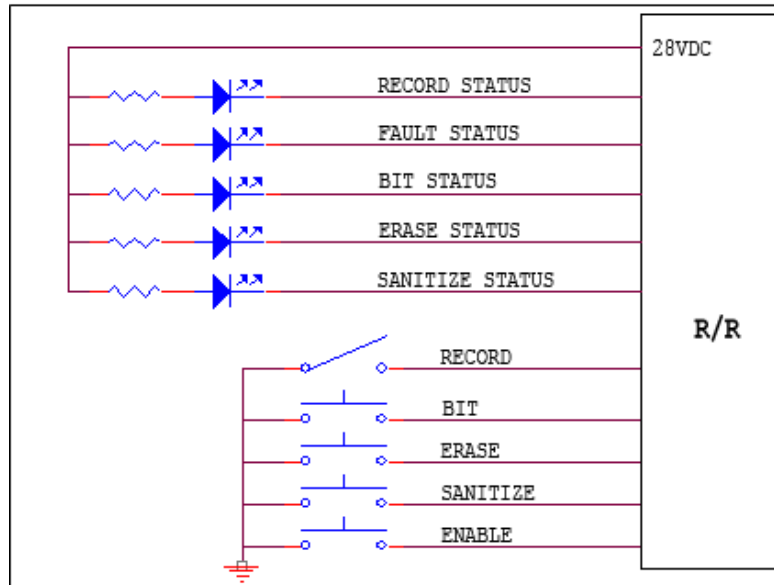 28VDC
RECORD STATUS
FAULT STATUS
BIT STATUS
ERASE STATUS
SANITIZE STATUS
R/R
RECORD
BIT
ERASE
SANITIZE
ENABLE